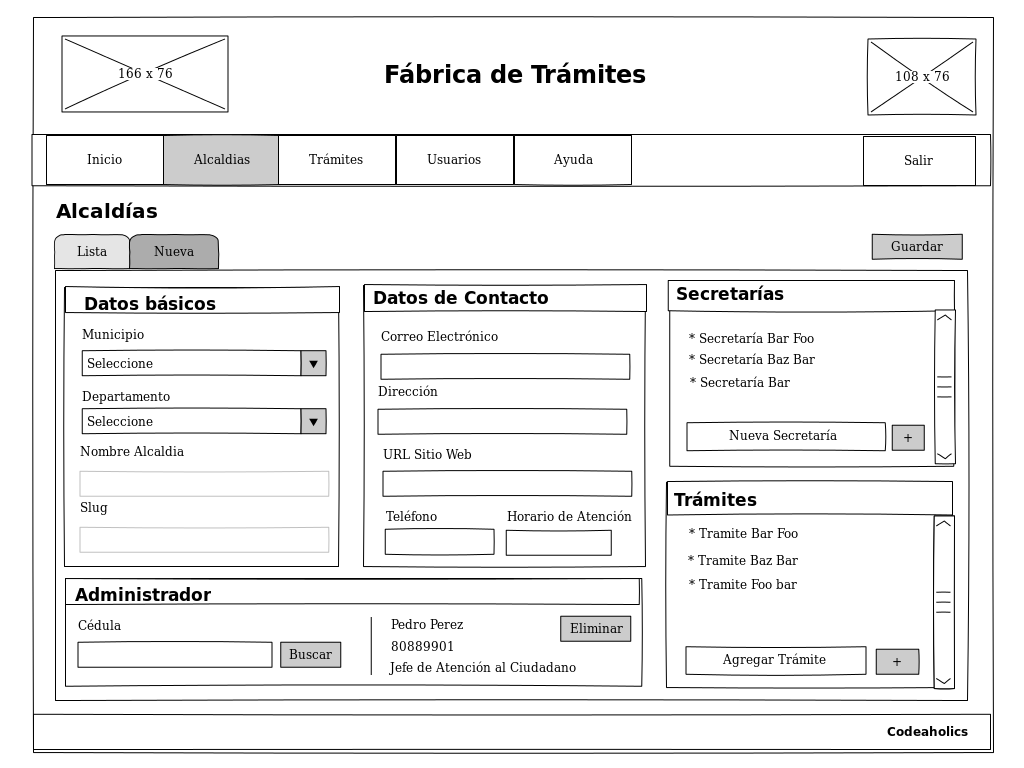 166 x 76
Fábrica de Trámites
108 x 76
Inicio
Alcaldias
Trámites
Usuarios
Ayuda
Salir
Alcaldías
Lista
Nueva
Guardar
Datos básicos
Municipio
Seleccione
Departamento
Seleccione
Nombre Alcaldia
Slug
Datos de Contacto
Correo Electrónico
Dirección
URL Sitio Web
Teléfono
Horario de Atención
Secretarías
* Secretaría Bar Foo
* Secretaría Baz Bar
* Secretaría Bar
Nueva Secretaría
+
Trámites
* Tramite Bar Foo
* Tramite Baz Bar
* Tramite Foo bar
Agregar Trámite
+
Administrador
Cédula
Buscar
Pedro Perez
80889901
Jefe de Atención al Ciudadano
Eliminar
Codeaholics